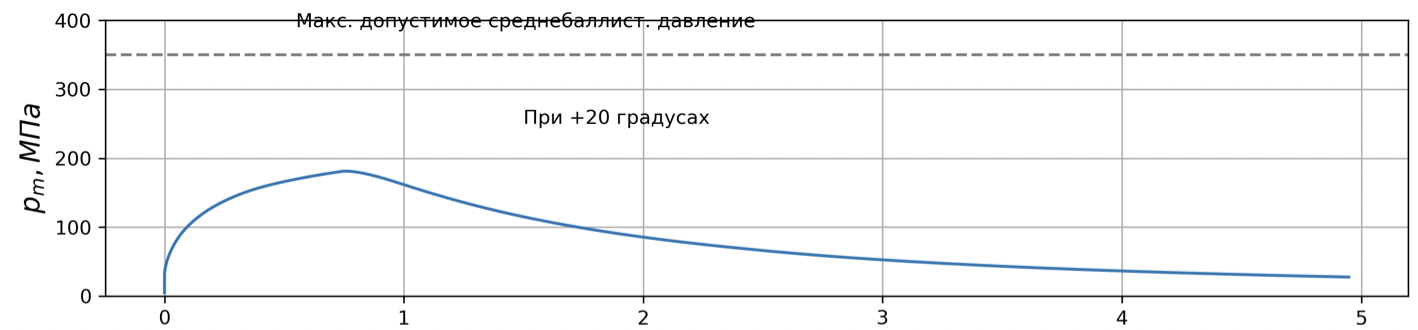 Макс. допустимое среднебаллист. давление
400
300
При +20 градусах
200
100
0
p_m, МПа
0 1 2 3 4 5